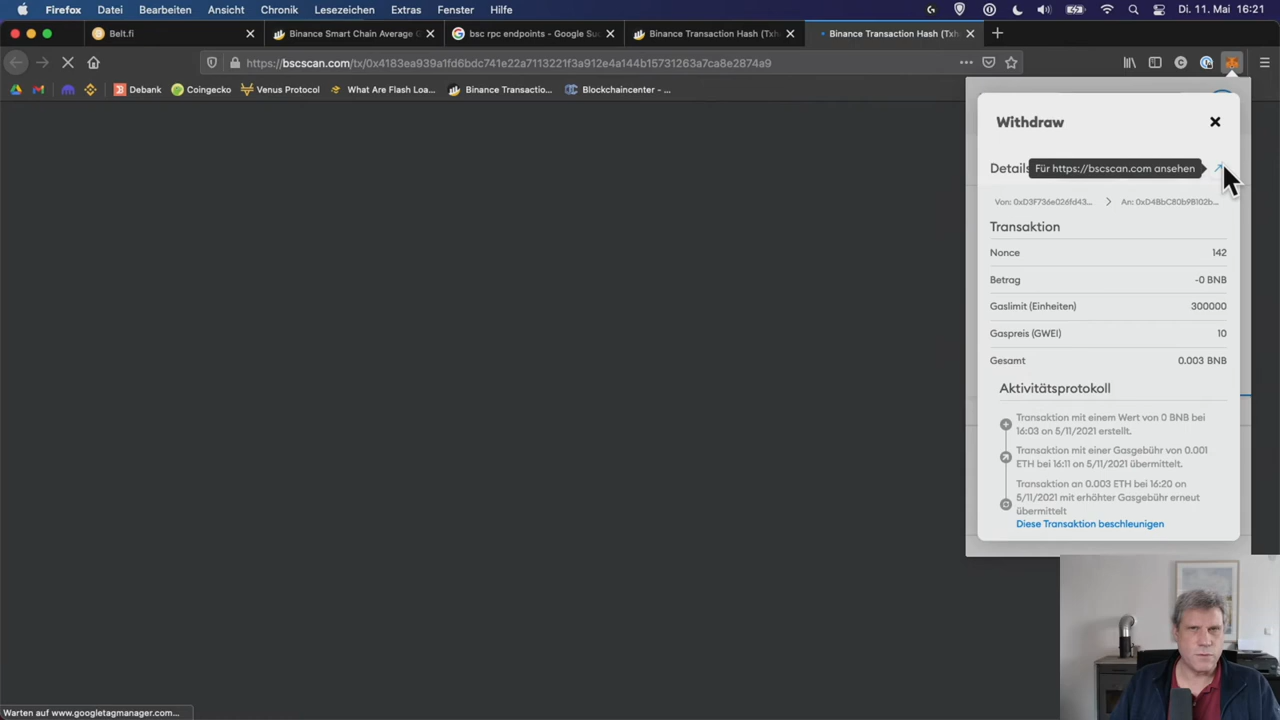 Firefox Ablage Bearbeiten Ansicht Chronik Lesezeichen Extras Fenster Hilfe Di. 11. Mai 16:21
Belt.fi
Binance Smart Chain Average G
bsc rpc endpoints - Google Suc
Binance Transaction Hash (Txh
Binance Transaction Hash (Txh
https://bscscan.com/tx/0x4183ea939a1fd6bdc741e22a7113221f3a912e4a144b15731263a7ca8e2874a9
Debank Coingecko Venus Protocol What Are Flash Loa... Binance Transactio... Blockchaincenter - ...
Withdraw
Details
Für https://bscscan.com ansehen
Von: 0xD3F736e026fd43... > An: 0xD4BbC80b9B102b...
Transaktion
Nonce 142
Betrag -0 BNB
Gaslimit (Einheiten) 300000
Gaspreis (GWEI) 10
Gesamt 0.003 BNB
Aktivitätsprotokoll
Transaktion mit einem Wert von 0 BNB bei
16:03 on 5/11/2021 erstellt.
Transaktion mit einer Gasgebühr von 0.001
ETH bei 16:11 on 5/11/2021 übermittelt.
Transaktion an 0.003 ETH bei 16:20 on
5/11/2021 mit erhöhter Gasgebühr erneut
übermittelt
Diese Transaktion beschleunigen
Warten auf www.googletagmanager.com...